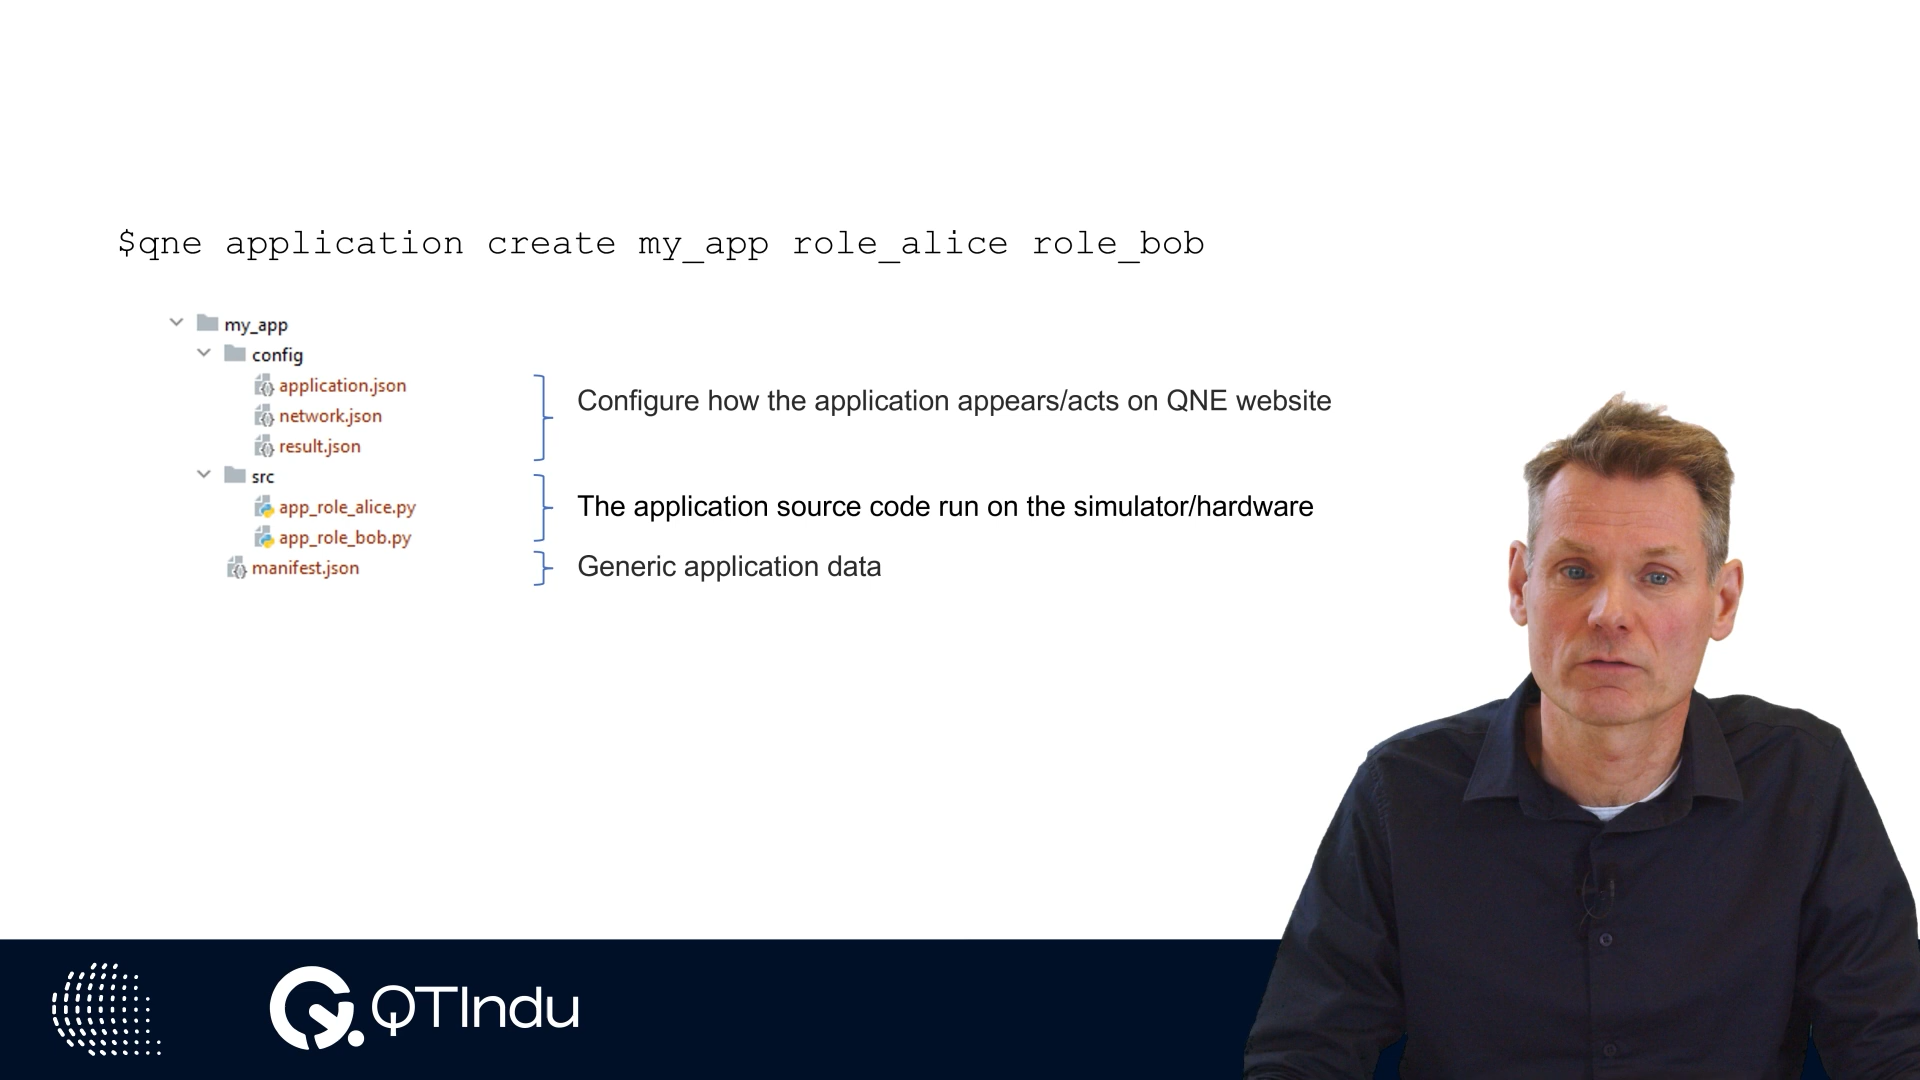 $qne application create my_app role_alice role_bob
my_app
config
application.json
network.json
result.json
Configure how the application appears/acts on QNE website
src
app_role_alice.py
app_role_bob.py
The application source code run on the simulator/hardware
manifest.json
Generic application data
QTIndu